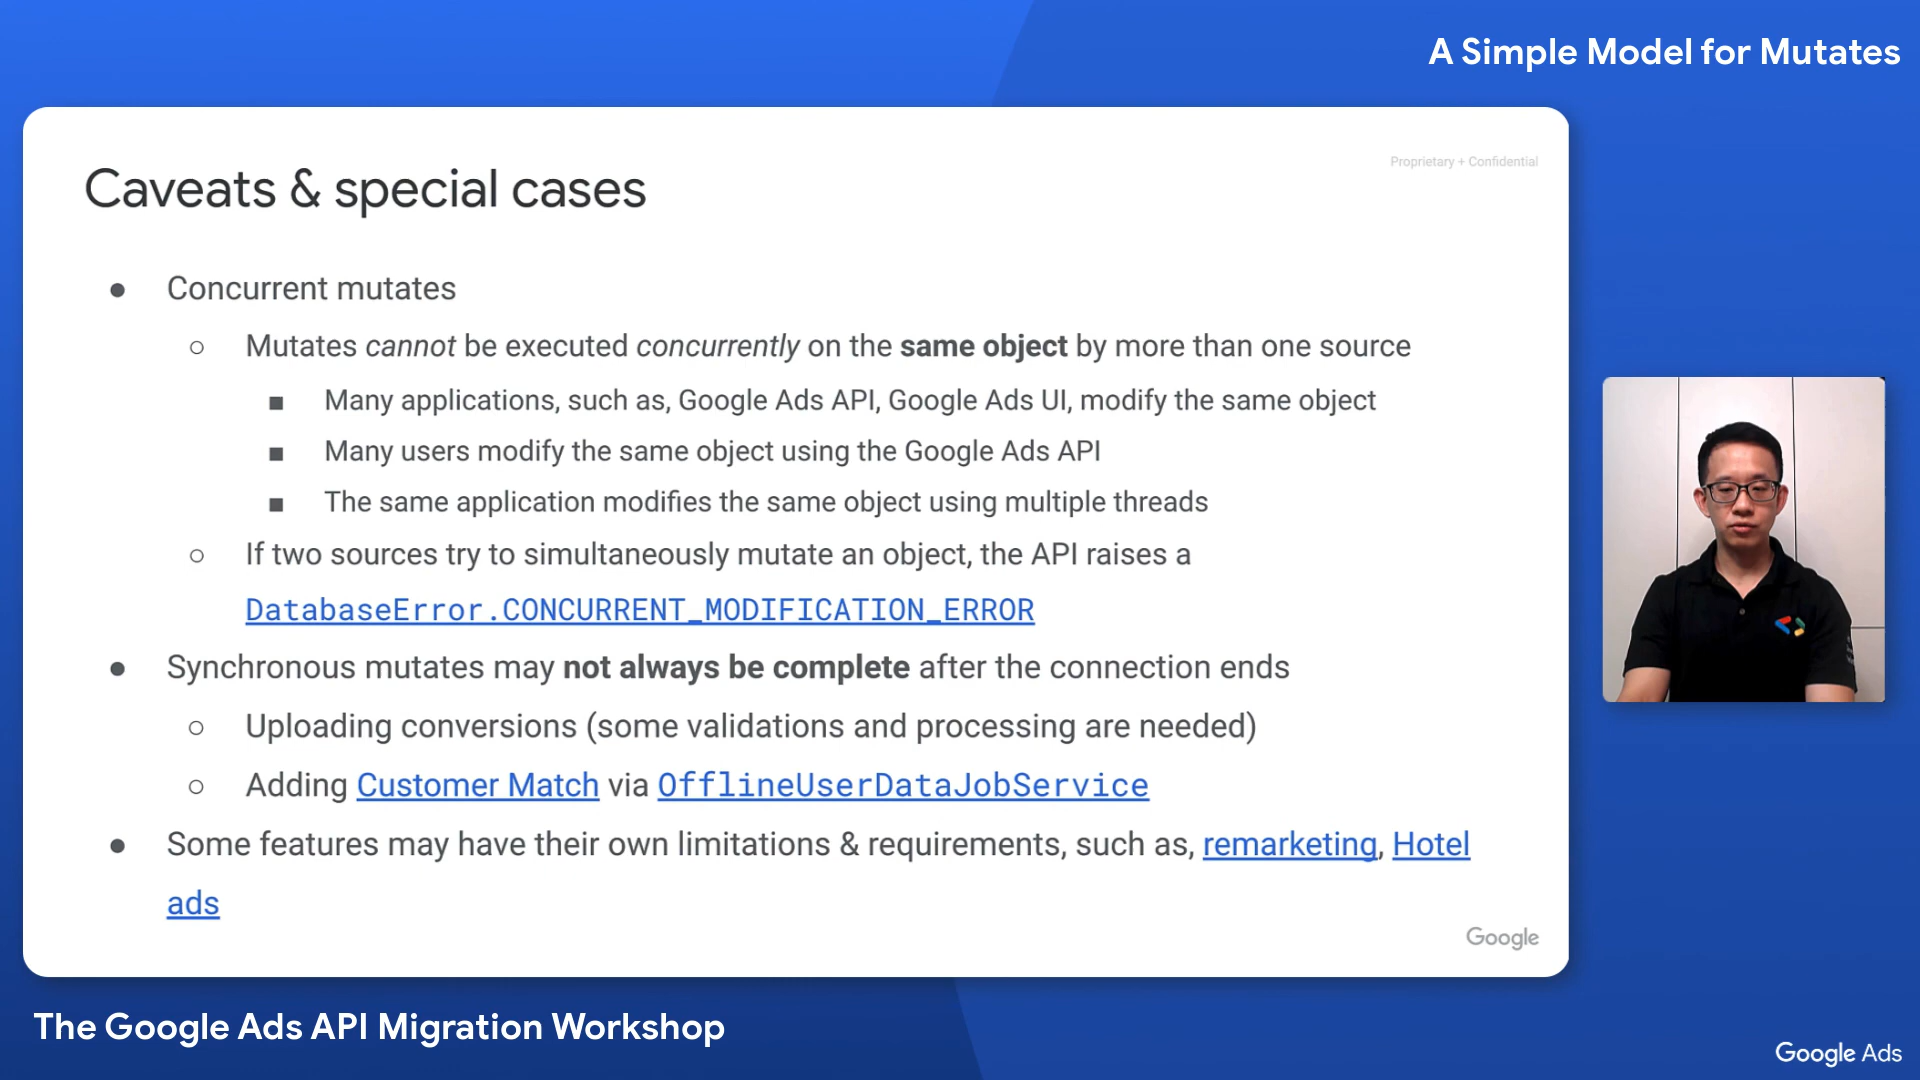 A Simple Model for Mutates
Proprietary + Confidential
Caveats & special cases
● Concurrent mutates
○ Mutates cannot be executed concurrently on the same object by more than one source
■ Many applications, such as, Google Ads API, Google Ads UI, modify the same object
■ Many users modify the same object using the Google Ads API
■ The same application modifies the same object using multiple threads
○ If two sources try to simultaneously mutate an object, the API raises a
DatabaseError.CONCURRENT_MODIFICATION_ERROR
● Synchronous mutates may not always be complete after the connection ends
○ Uploading conversions (some validations and processing are needed)
○ Adding Customer Match via OfflineUserDataJobService
● Some features may have their own limitations & requirements, such as, remarketing, Hotel
ads
Google
The Google Ads API Migration Workshop
Google Ads